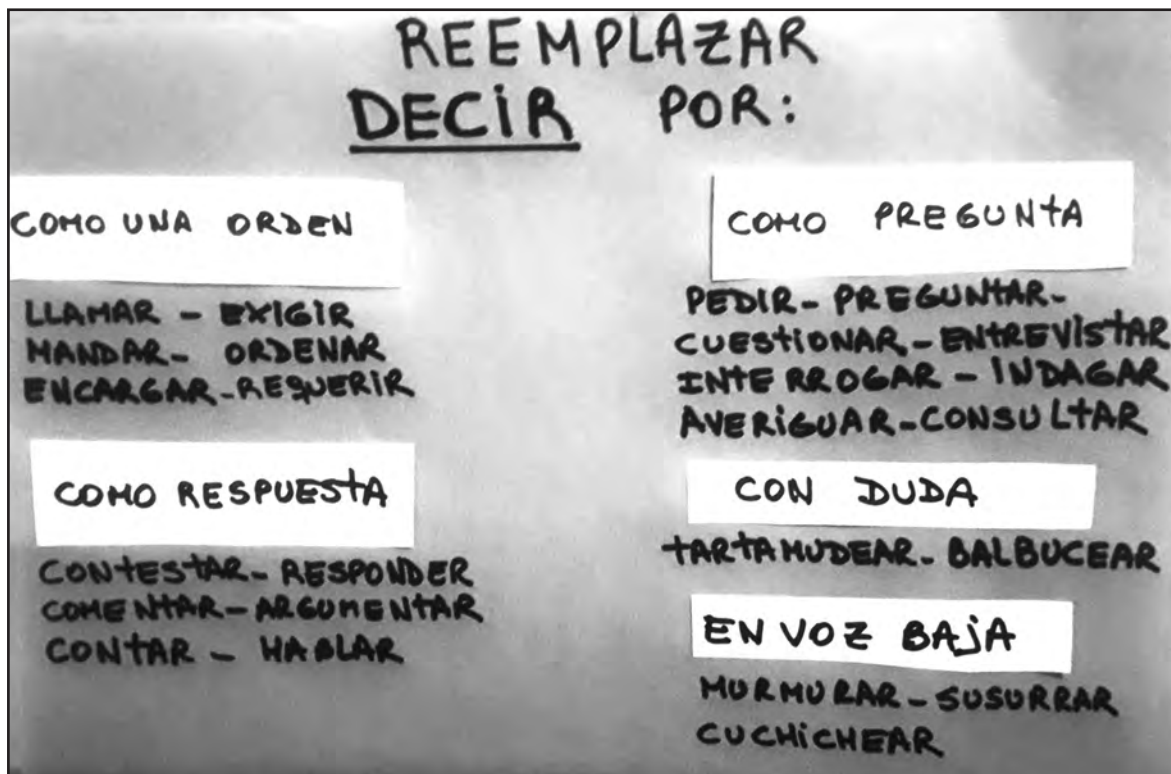 REEMPLAZAR
DECIR POR:
COMO UNA ORDEN
LLAMAR - EXIGIR
MANDAR - ORDENAR
ENCARGAR - REQUERIR
COMO RESPUESTA
CONTESTAR - RESPONDER
COMENTAR - ARGUMENTAR
CONTAR - HABLAR
COMO PREGUNTA
PEDIR - PREGUNTAR -
CUESTIONAR - ENTREVISTAR
INTERROGAR - INDAGAR
AVERIGUAR - CONSULTAR
CON DUDA
TARTAMUDEAR - BALBUCEAR
EN VOZ BAJA
MURMURAR - SUSURRAR
CUCHICHEAR